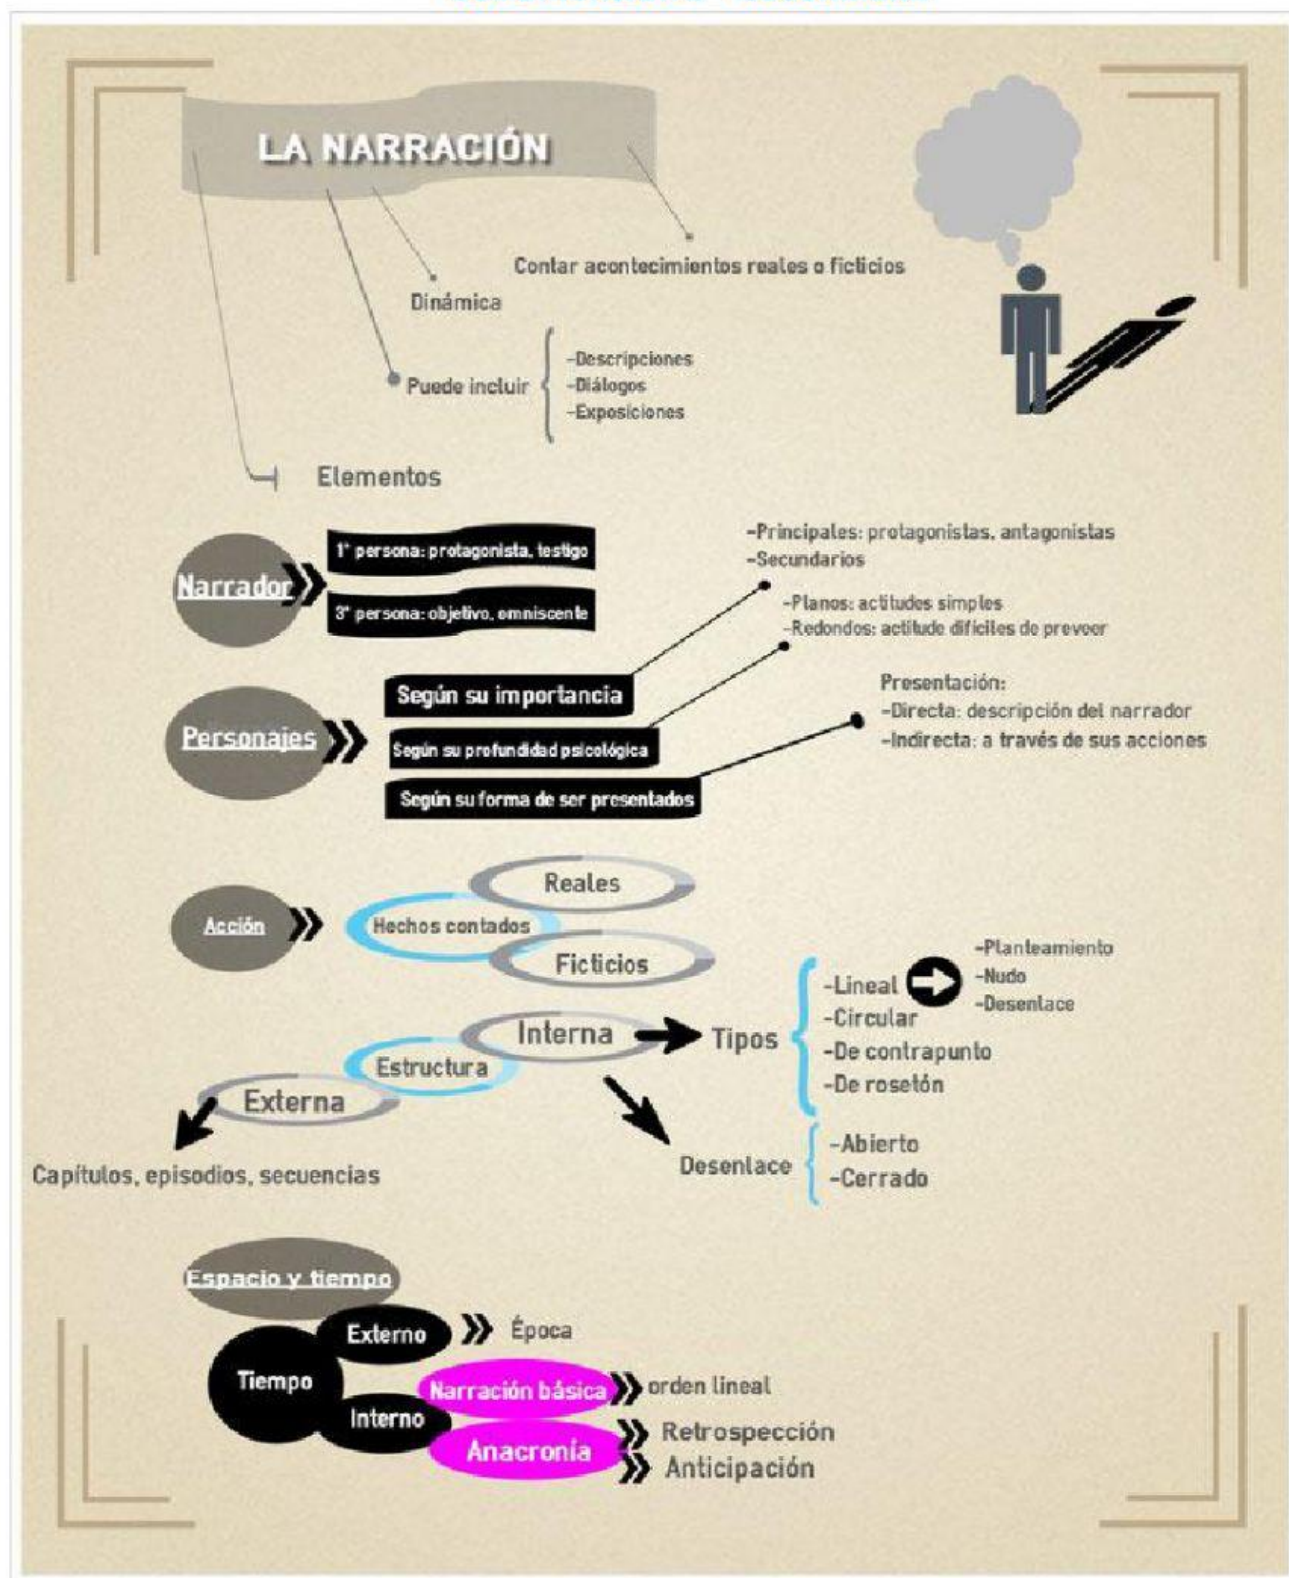 LA NARRACIÓN
Contar acontecimientos reales o ficticios
Dinámica
Puede incluir
-Descripciones
-Diálogos
-Exposiciones
Elementos
Narrador
1ª persona: protagonista, testigo
3ª persona: objetivo, omniscente
Personajes
Según su importancia
-Principales: protagonistas, antagonistas
-Secundarios
Según su profundidad psicológica
-Planos: actitudes simples
-Redondos: actitude difíciles de preveer
Según su forma de ser presentados
Presentación:
-Directa: descripción del narrador
-Indirecta: a través de sus acciones
Acción
Hechos contados
Reales
Ficticios
Estructura
Interna
Tipos
-Lineal
-Planteamiento
-Nudo
-Desenlace
-Circular
-De contrapunto
-De rosetón
Desenlace
-Abierto
-Cerrado
Externa
Capítulos, episodios, secuencias
Espacio y tiempo
Tiempo
Externo
Época
Interno
Narración básica
orden lineal
Anacronía
Retrospección
Anticipación